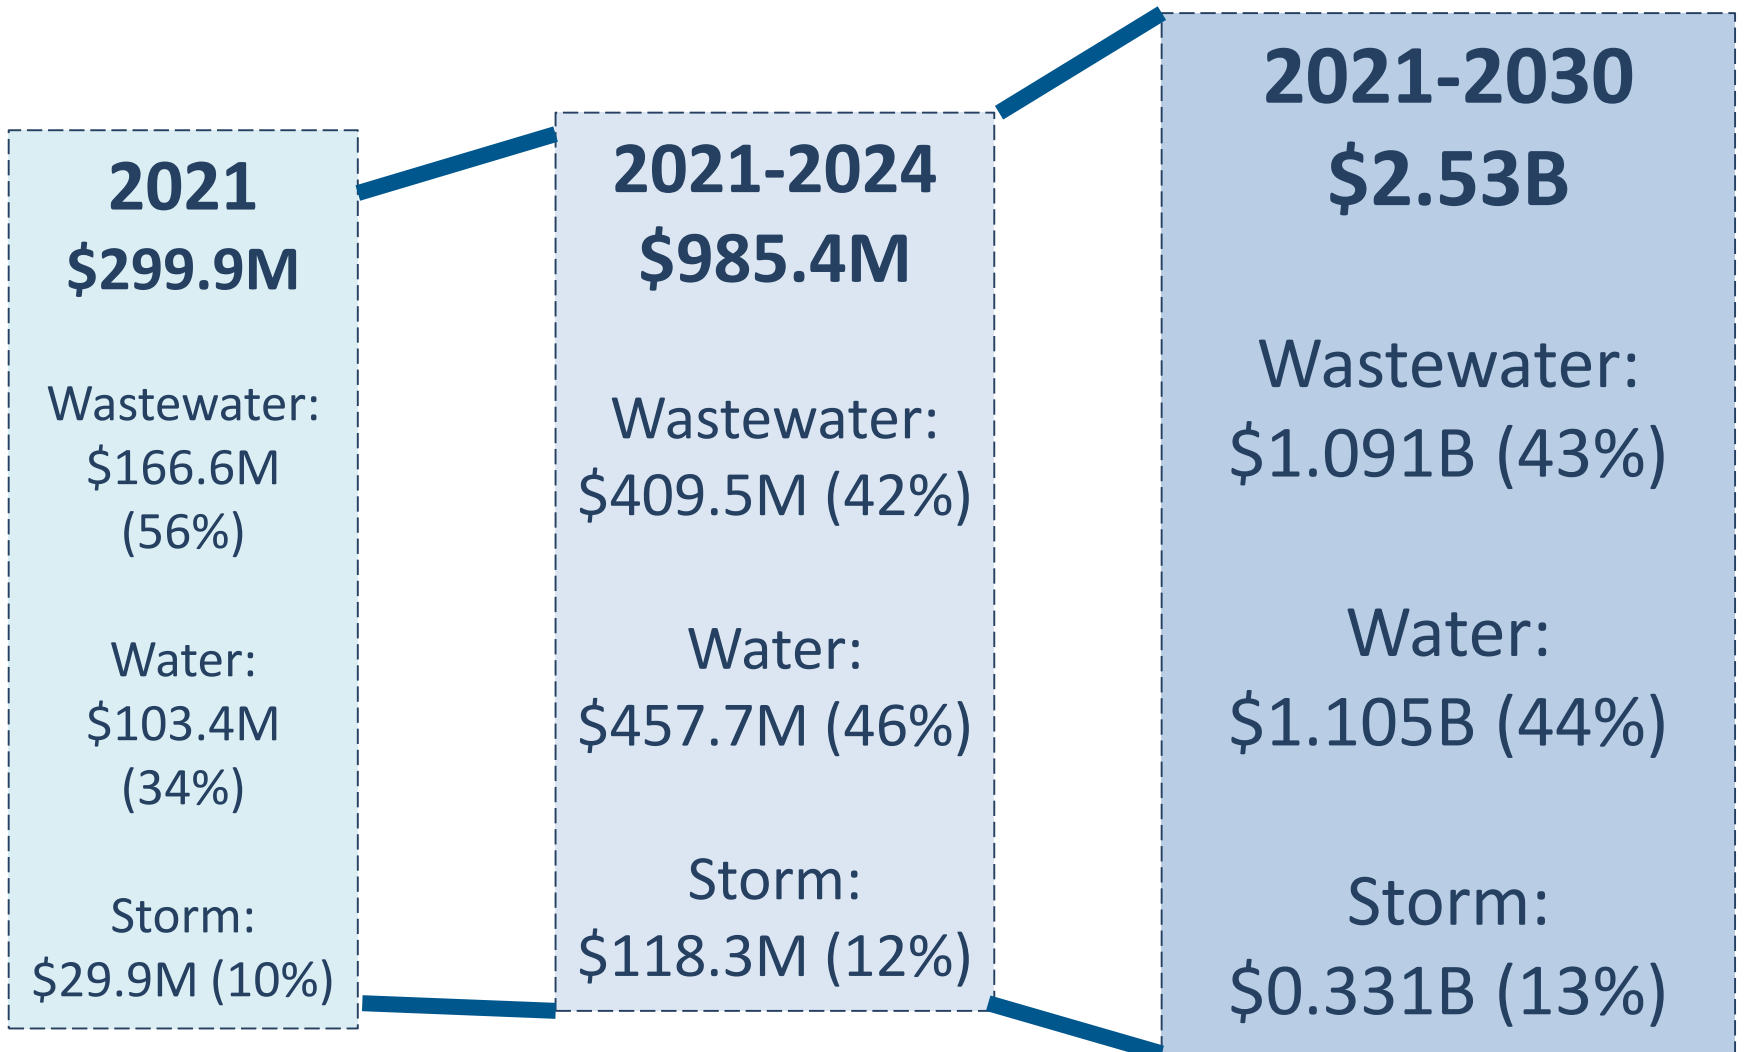 2021
$299.9M
Wastewater:
$166.6M
(56%)
Water:
$103.4M
(34%)
Storm:
$29.9M (10%)
2021-2024
$985.4M
Wastewater:
$409.5M (42%)
Water:
$457.7M (46%)
Storm:
$118.3M (12%)
2021-2030
$2.53B
Wastewater:
$1.091B (43%)
Water:
$1.105B (44%)
Storm:
$0.331B (13%)